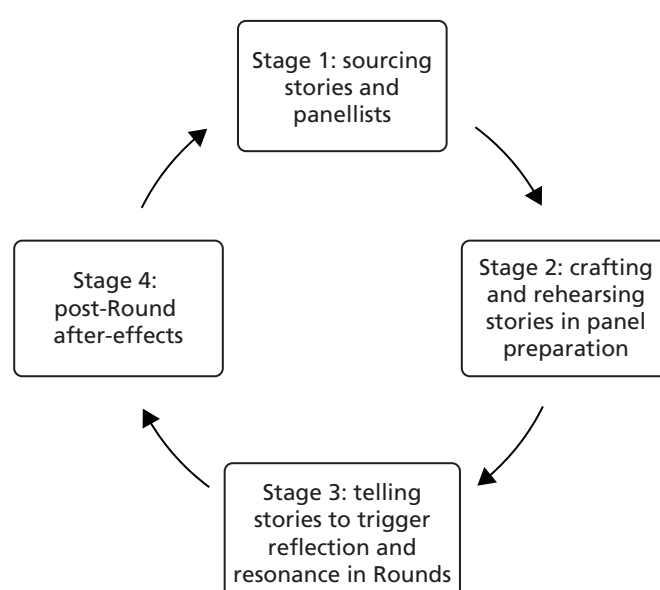 Stage 1: sourcing
stories and
panellists
Stage 2: crafting
and rehearsing
stories in panel
preparation
Stage 3: telling
stories to trigger
reflection and
resonance in Rounds
Stage 4:
post-Round
after-effects